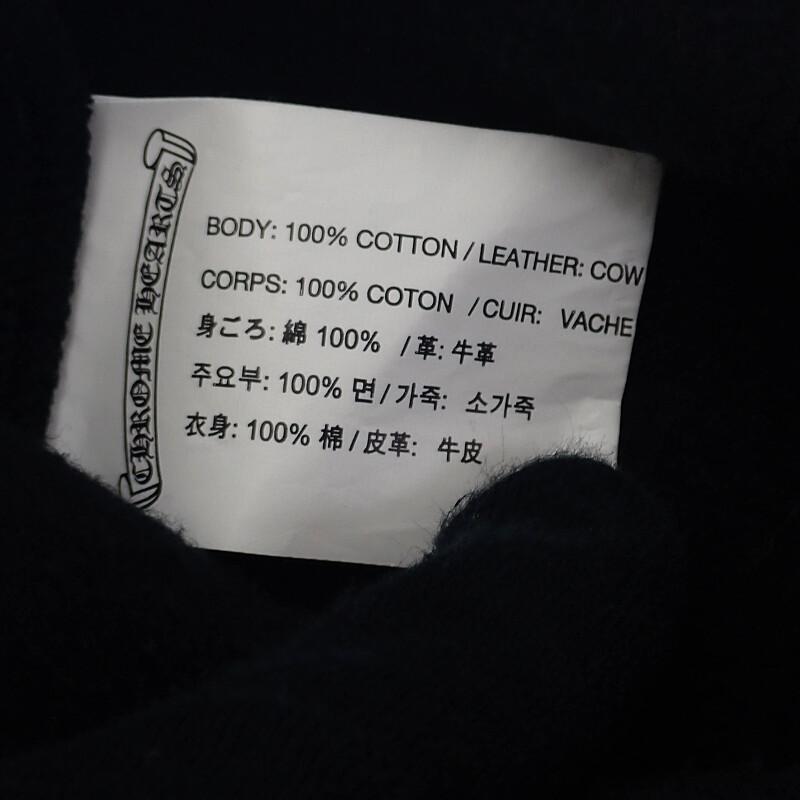 CHROME HEARTS
BODY: 100% COTTON / LEATHER: COW
CORPS: 100% COTON / CUIR: VACHE
身ごろ: 綿 100% / 革: 牛革
주요부: 100% 면 / 가죽: 소가죽
衣身: 100% 棉 / 皮革: 牛皮